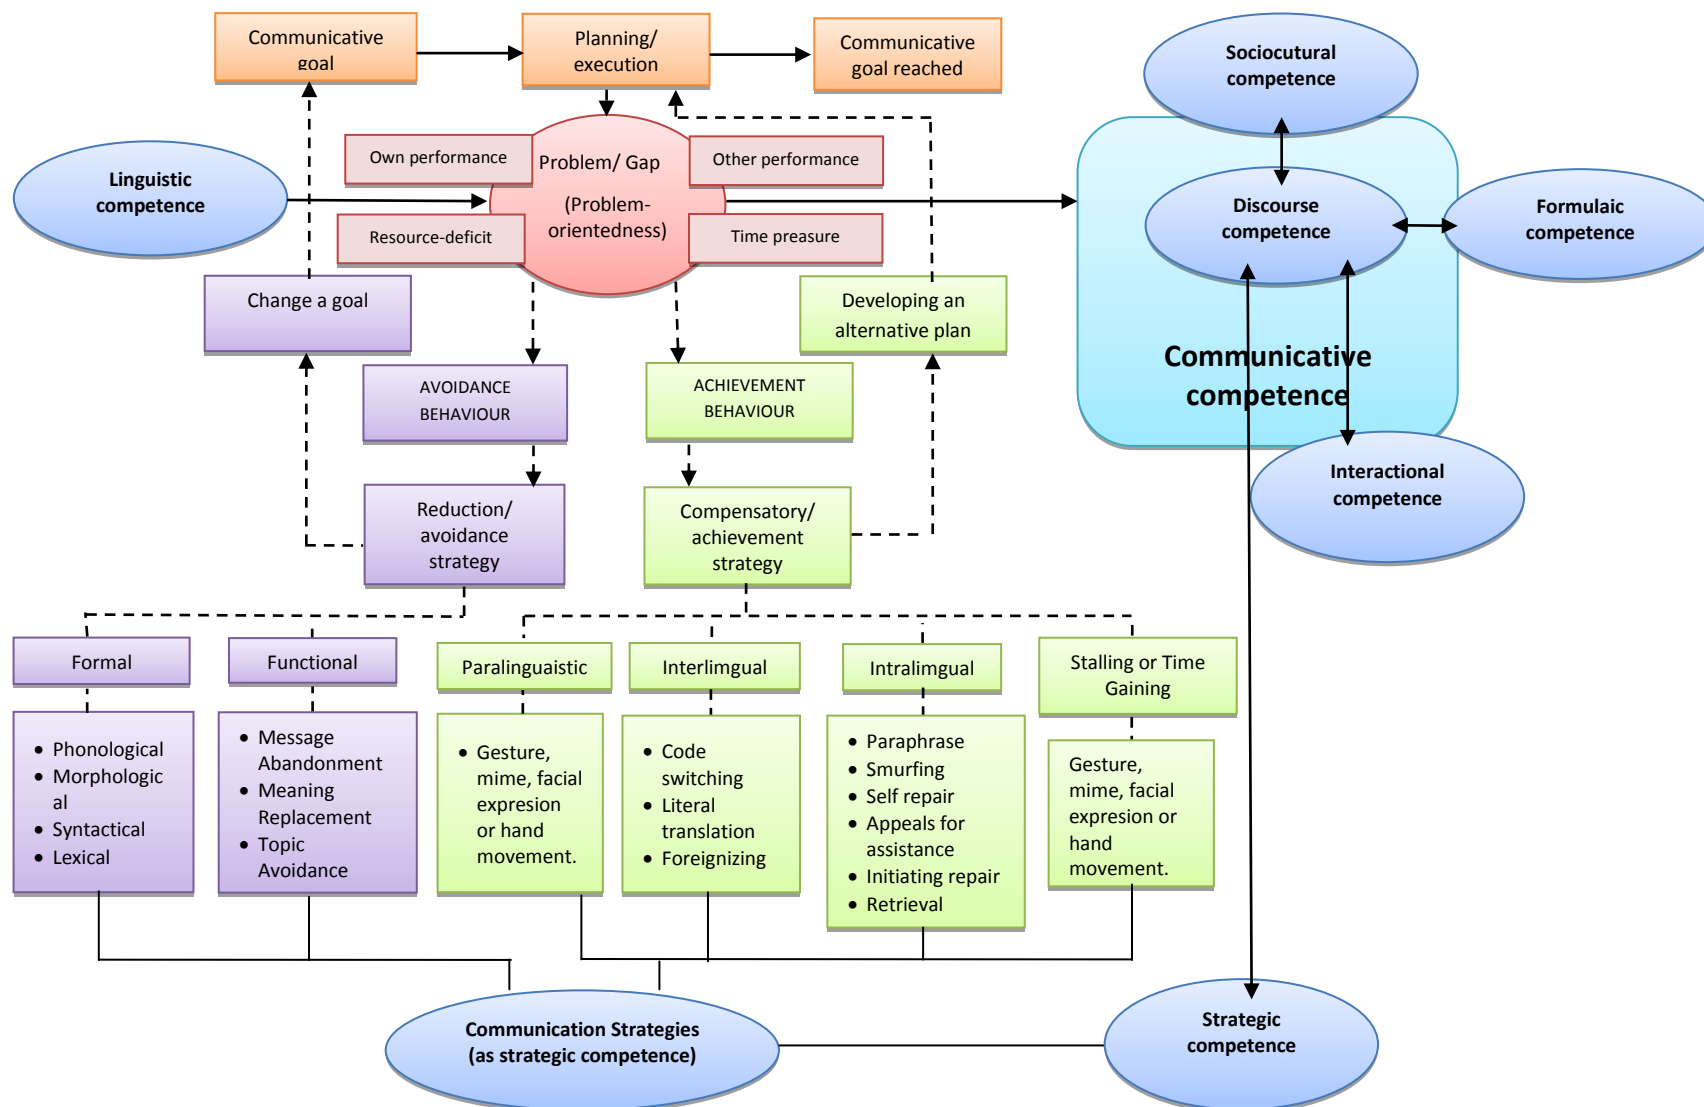 Communicative
goal
Planning/
execution
Communicative
goal reached
Sociocutural
competence
Own performance
Problem/ Gap
Other performance
(Problem-
orientedness)
Linguistic
competence
Resource-deficit
Time preasure
Discourse
competence
Formulaic
competence
Change a goal
Developing an
alternative plan
Communicative
competence
AVOIDANCE
BEHAVIOUR
ACHIEVEMENT
BEHAVIOUR
Interactional
competence
Reduction/
avoidance
strategy
Compensatory/
achievement
strategy
Formal
Functional
Paralinguaistic
Interlimgual
Intralimgual
Stalling or Time
Gaining
• Phonological
• Morphologic
al
• Syntactical
• Lexical
• Message
Abandonment
• Meaning
Replacement
• Topic
Avoidance
• Gesture,
mime, facial
expresion
or hand
movement.
• Code
switching
• Literal
translation
• Foreignizing
• Paraphrase
• Smurfing
• Self repair
• Appeals for
assistance
• Initiating repair
• Retrieval
Gesture,
mime, facial
expresion or
hand
movement.
Communication Strategies
(as strategic competence)
Strategic
competence